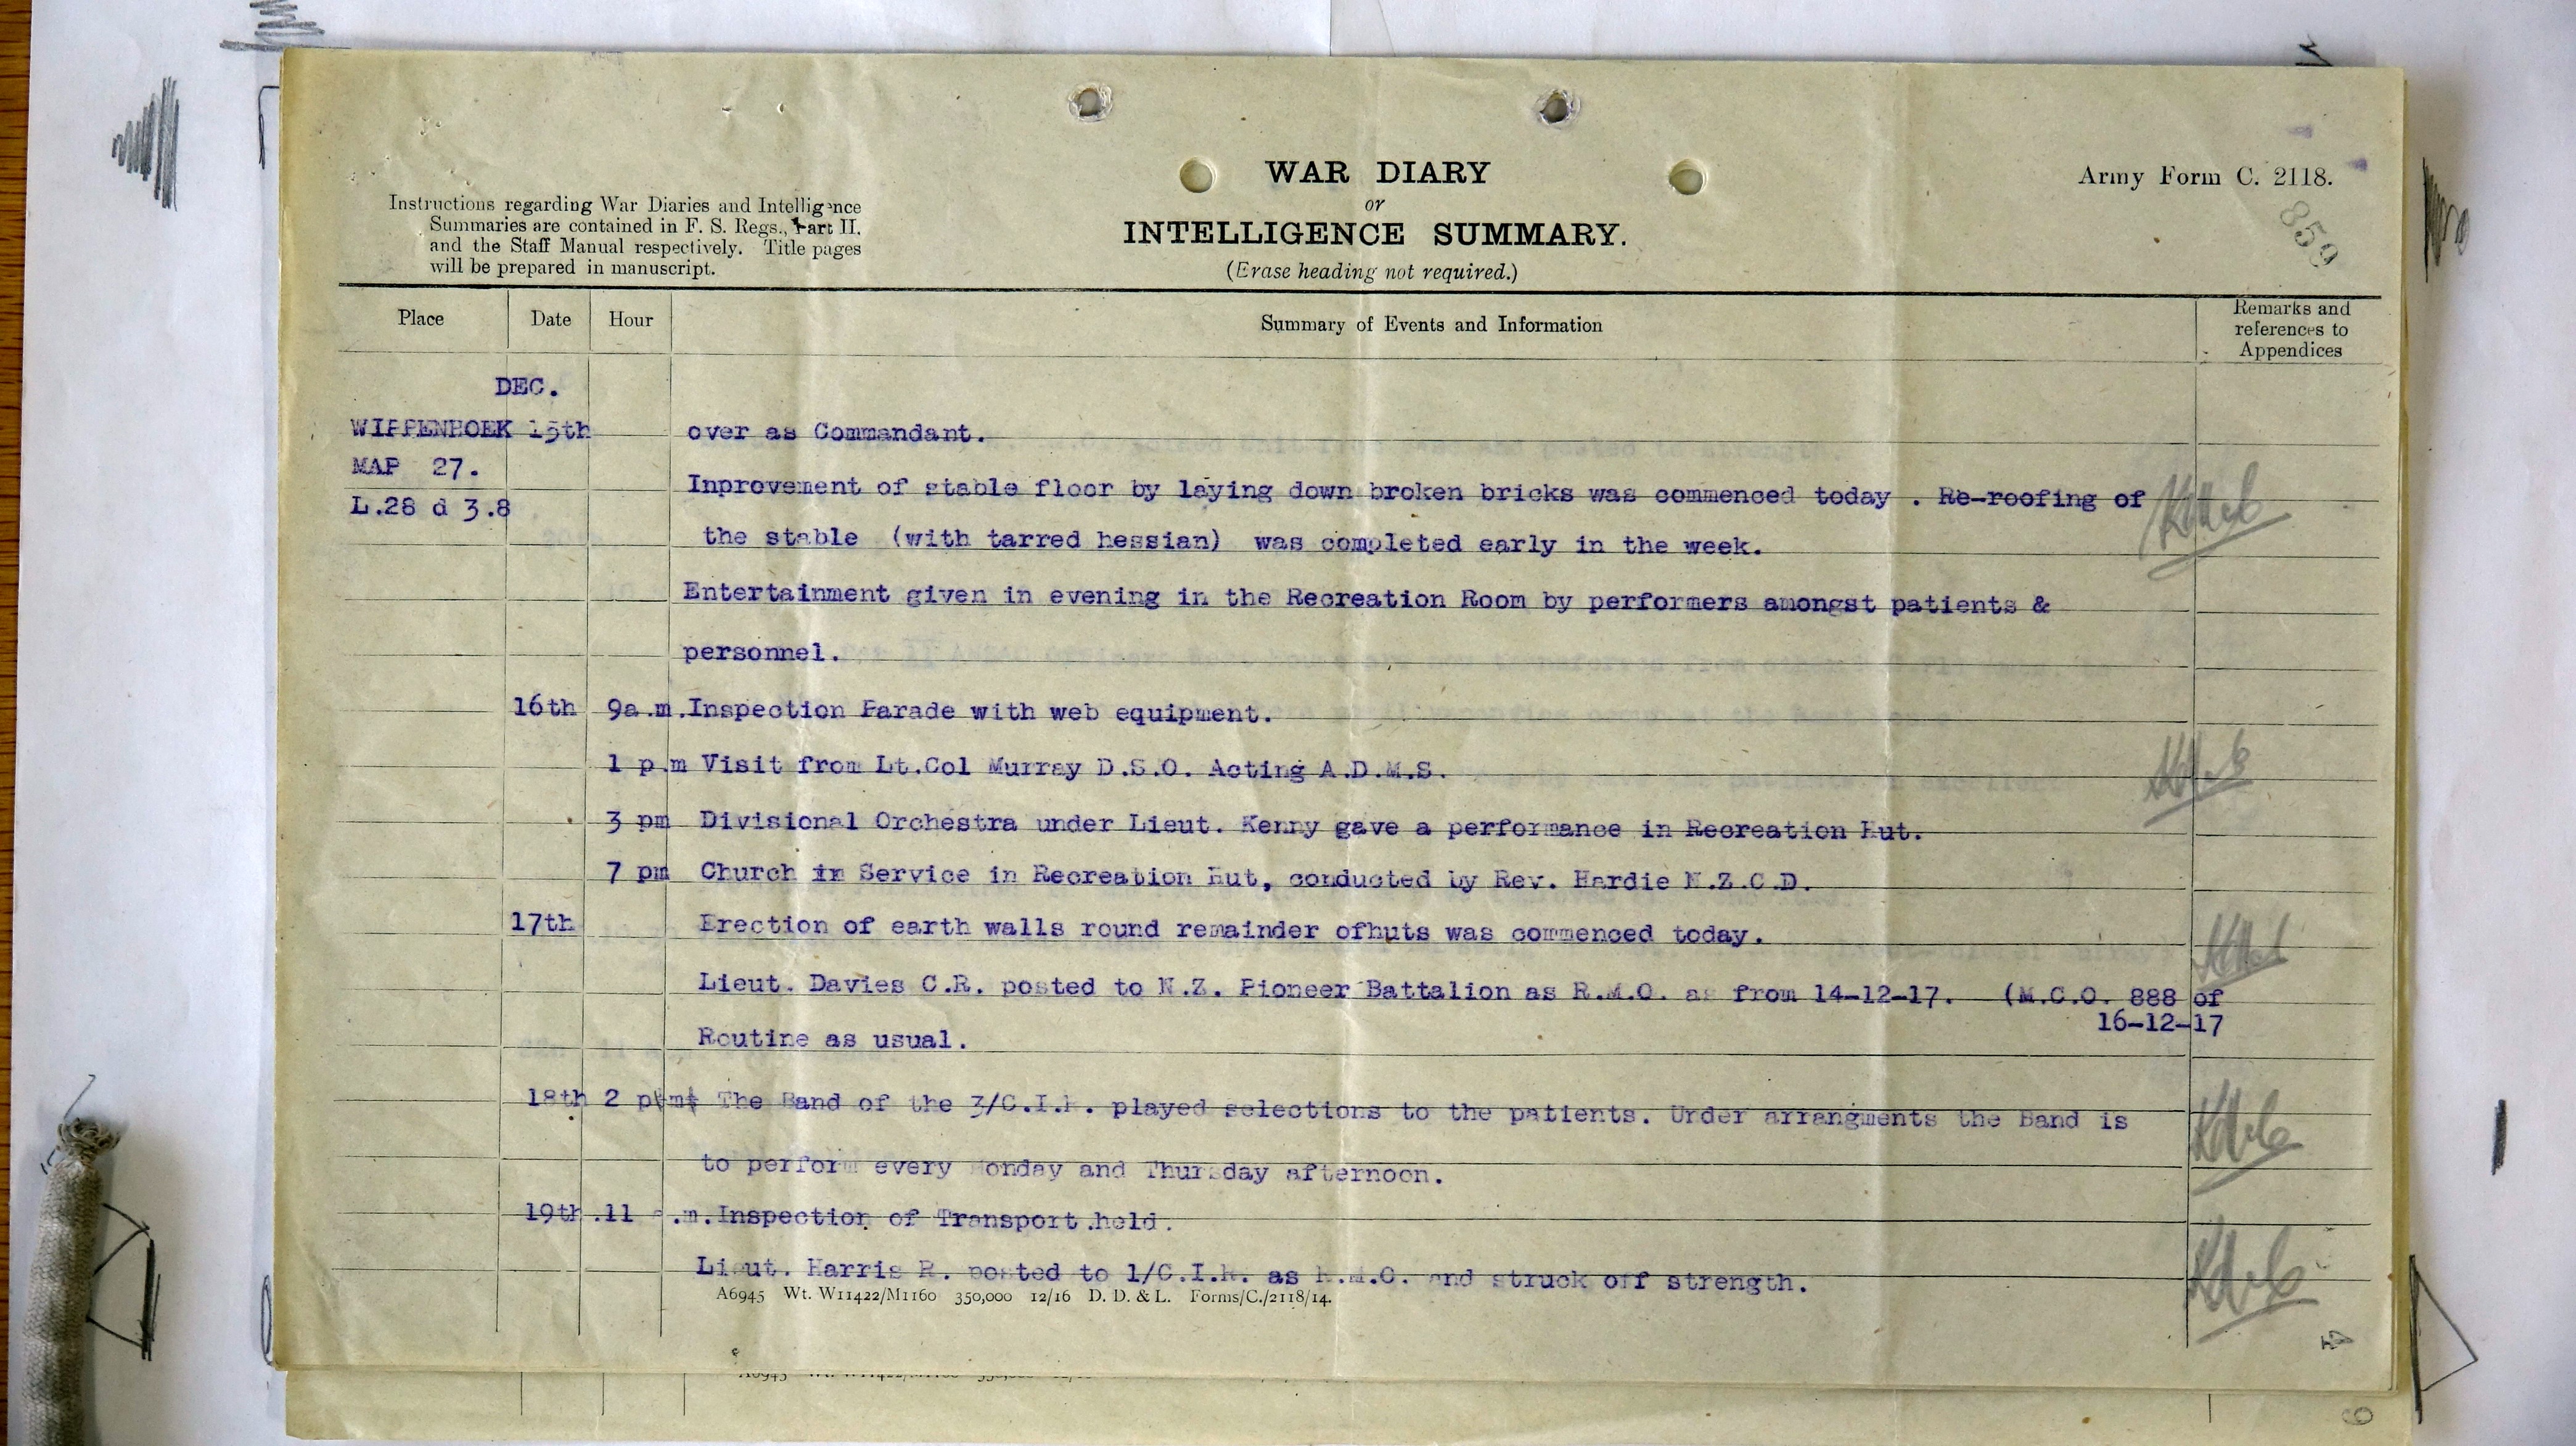 WAR DIARY
or
INTELLIGENCE SUMMARY.
(Erase heading not required.)
Army Form C. 2118.
859
Instructions regarding War Diaries and Intelligence
Summaries are contained in F. S. Regs., Part II.
and the Staff Manual respectively. Title pages
will be prepared in manuscript.
Place Date Hour Summary of Events and Information Remarks and references to Appendices
DEC.
WIPPENHOEK 15th over as Commandant.
MAP 27.
Inprovement of stable floor by laying down broken bricks was commenced today . Re-roofing of
L.28 d 3.8
the stable (with tarred hessian) was completed early in the week.
Entertainment given in evening in the Recreation Room by performers amongst patients &
personnel.
16th 9a.m. Inspection Parade with web equipment.
1 p.m Visit from Lt.Col Murray D.S.O. Acting A.D.M.S.
3 pm Divisional Orchestra under Lieut. Kenny gave a performance in Recreation Hut.
7 pm Church in Service in Recreation Hut, conducted by Rev. Hardie N.Z.C.D.
17th Erection of earth walls round remainder ofhuts was commenced today.
Lieut. Davies C.R. posted to N.Z. Pioneer Battalion as R.M.O. as from 14-12-17. (M.C.O. 888 of
16-12-17
Routine as usual.
18th 2 pm The Band of the 3/C.I.R. played selections to the patients. Under arrangments the Band is
to perform every Monday and Thursday afternoon.
19th .11 .m. Inspection of Transport .held.
Lieut. Harris R. posted to 1/C.I.R. as R.M.O. and struck off strength.
A6945 Wt. W11422/M1160 350,000 12/16 D. D. & L. Forms/C./2118/14.
4